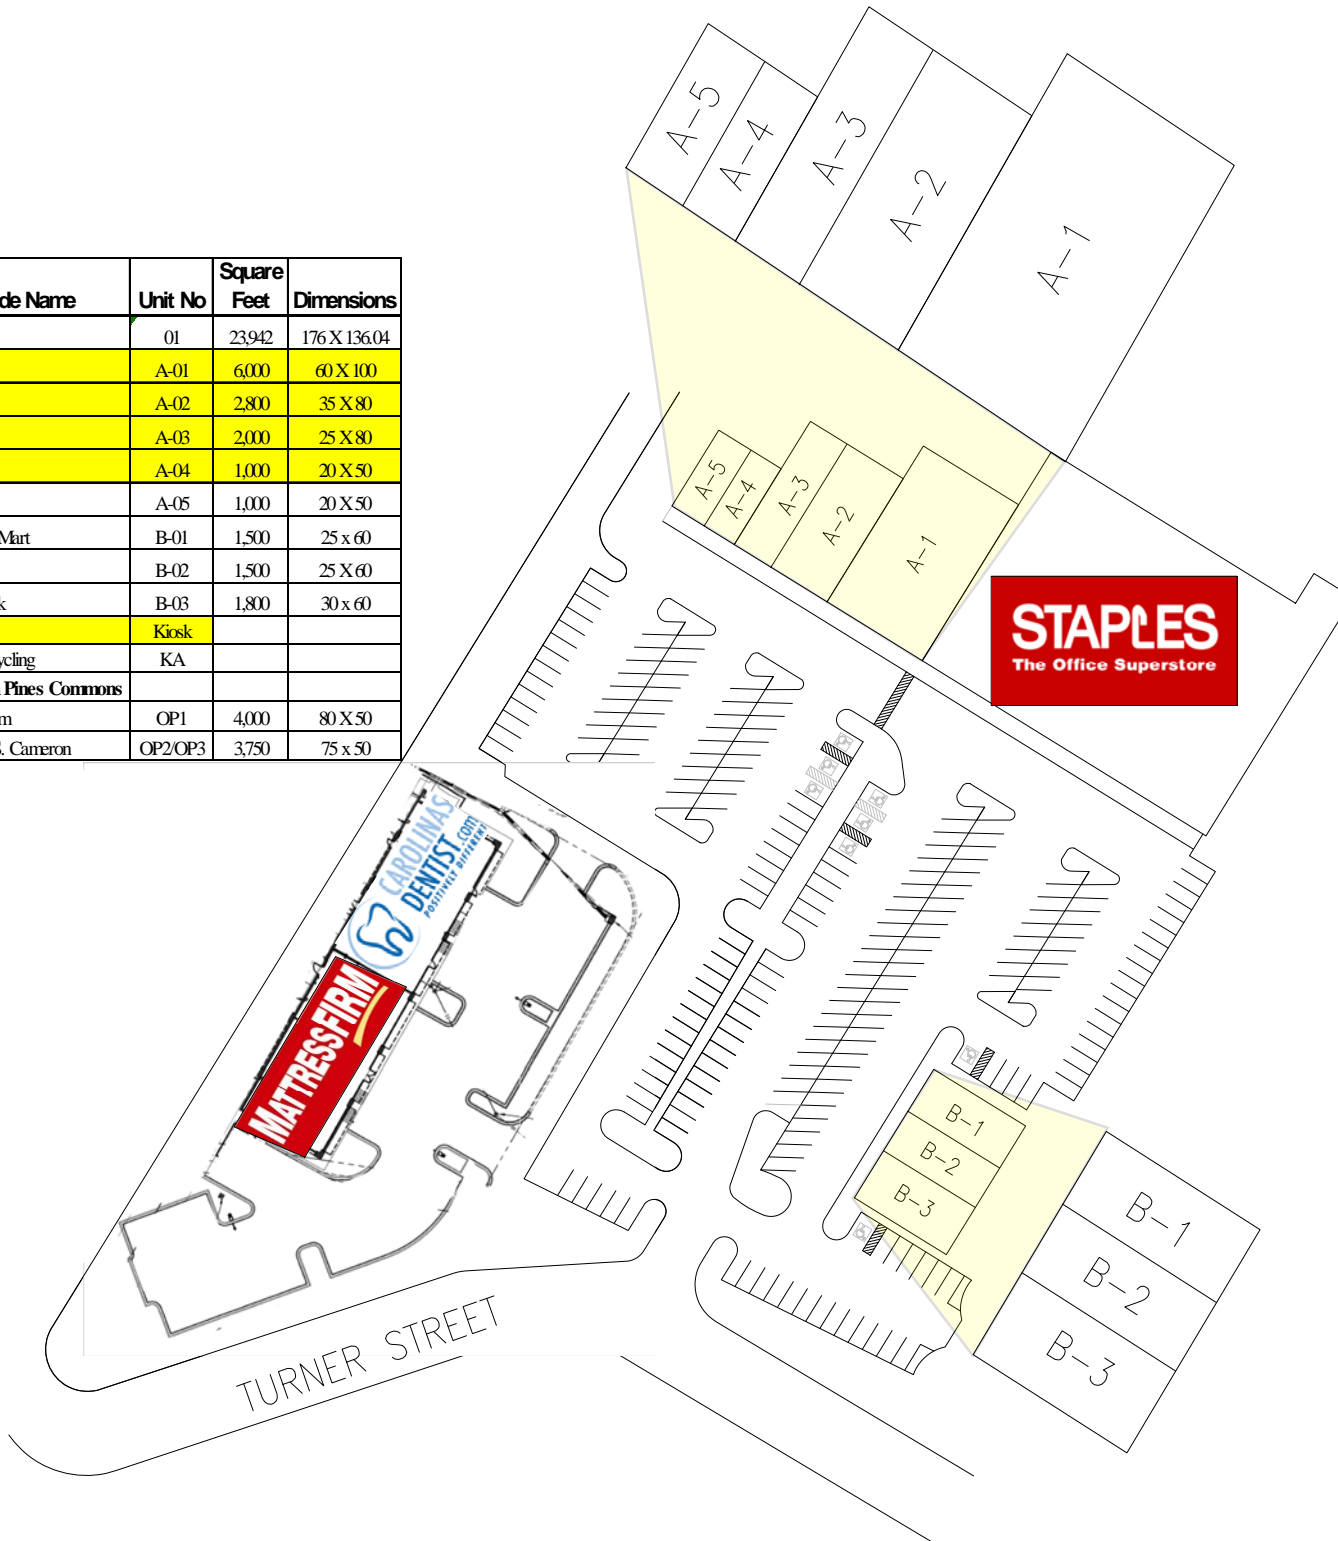 A-5
A-4
A-3
A-2
A-1
de Name Unit No Square Feet Dimensions
01 23,942 176 X 136.04
A-01 6,000 60 X 100
A-02 2,800 35 X 80
A-03 2,000 25 X 80
A-04 1,000 20 X 50
A-05 1,000 20 X 50
Mart B-01 1,500 25 x 60
B-02 1,500 25 X 60
k B-03 1,800 30 x 60
Kiosk
ycling KA
Pines Commons
m OP1 4,000 80 X 50
S. Cameron OP2/OP3 3,750 75 x 50
A-5
A-4
A-3
A-2
A-1
STAPLES
The Office Superstore
CAROLINAS
DENTIST.com
POSITIVELY DIFFERENT
MATTRESSFIRM
B-1
B-2
B-3
B-1
B-2
B-3
TURNER STREET